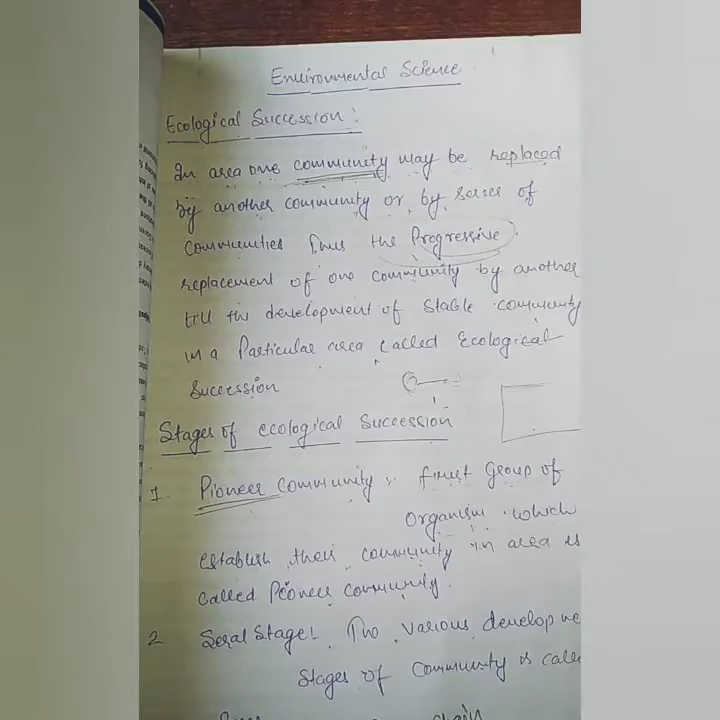 Environmental Science
Ecological Succession:
In area one community may be replaced
by another community or by series of
communities Thus the Progressive
replacement of one community by another
till the development of stable community
in a Particular area called Ecological
Succession
Stages of ecological Succession
1. Pioneer Community: first Group of
Organism which
establish their community in area is
called Pioneer community.
2 Seral Stage: The various developme
Stages of Community is calle